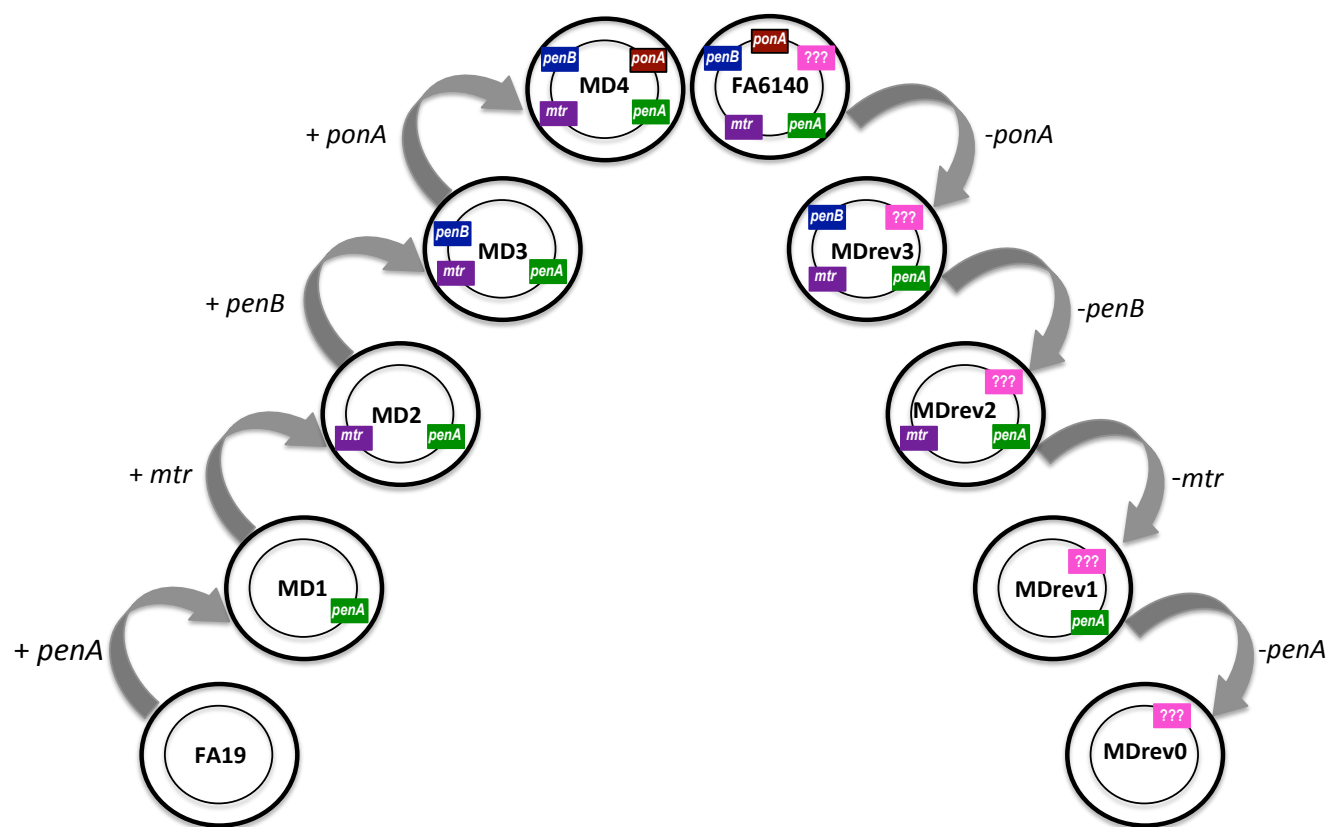 penB
ponA
MD4
mtr
penA
ponA
penB
???
FA6140
mtr
penA
+ ponA
-ponA
penB
MD3
mtr
penA
penB
???
MDrev3
mtr
penA
+ penB
-penB
MD2
mtr
penA
???
MDrev2
mtr
penA
+ mtr
-mtr
MD1
penA
???
MDrev1
penA
+ penA
-penA
FA19
???
MDrev0